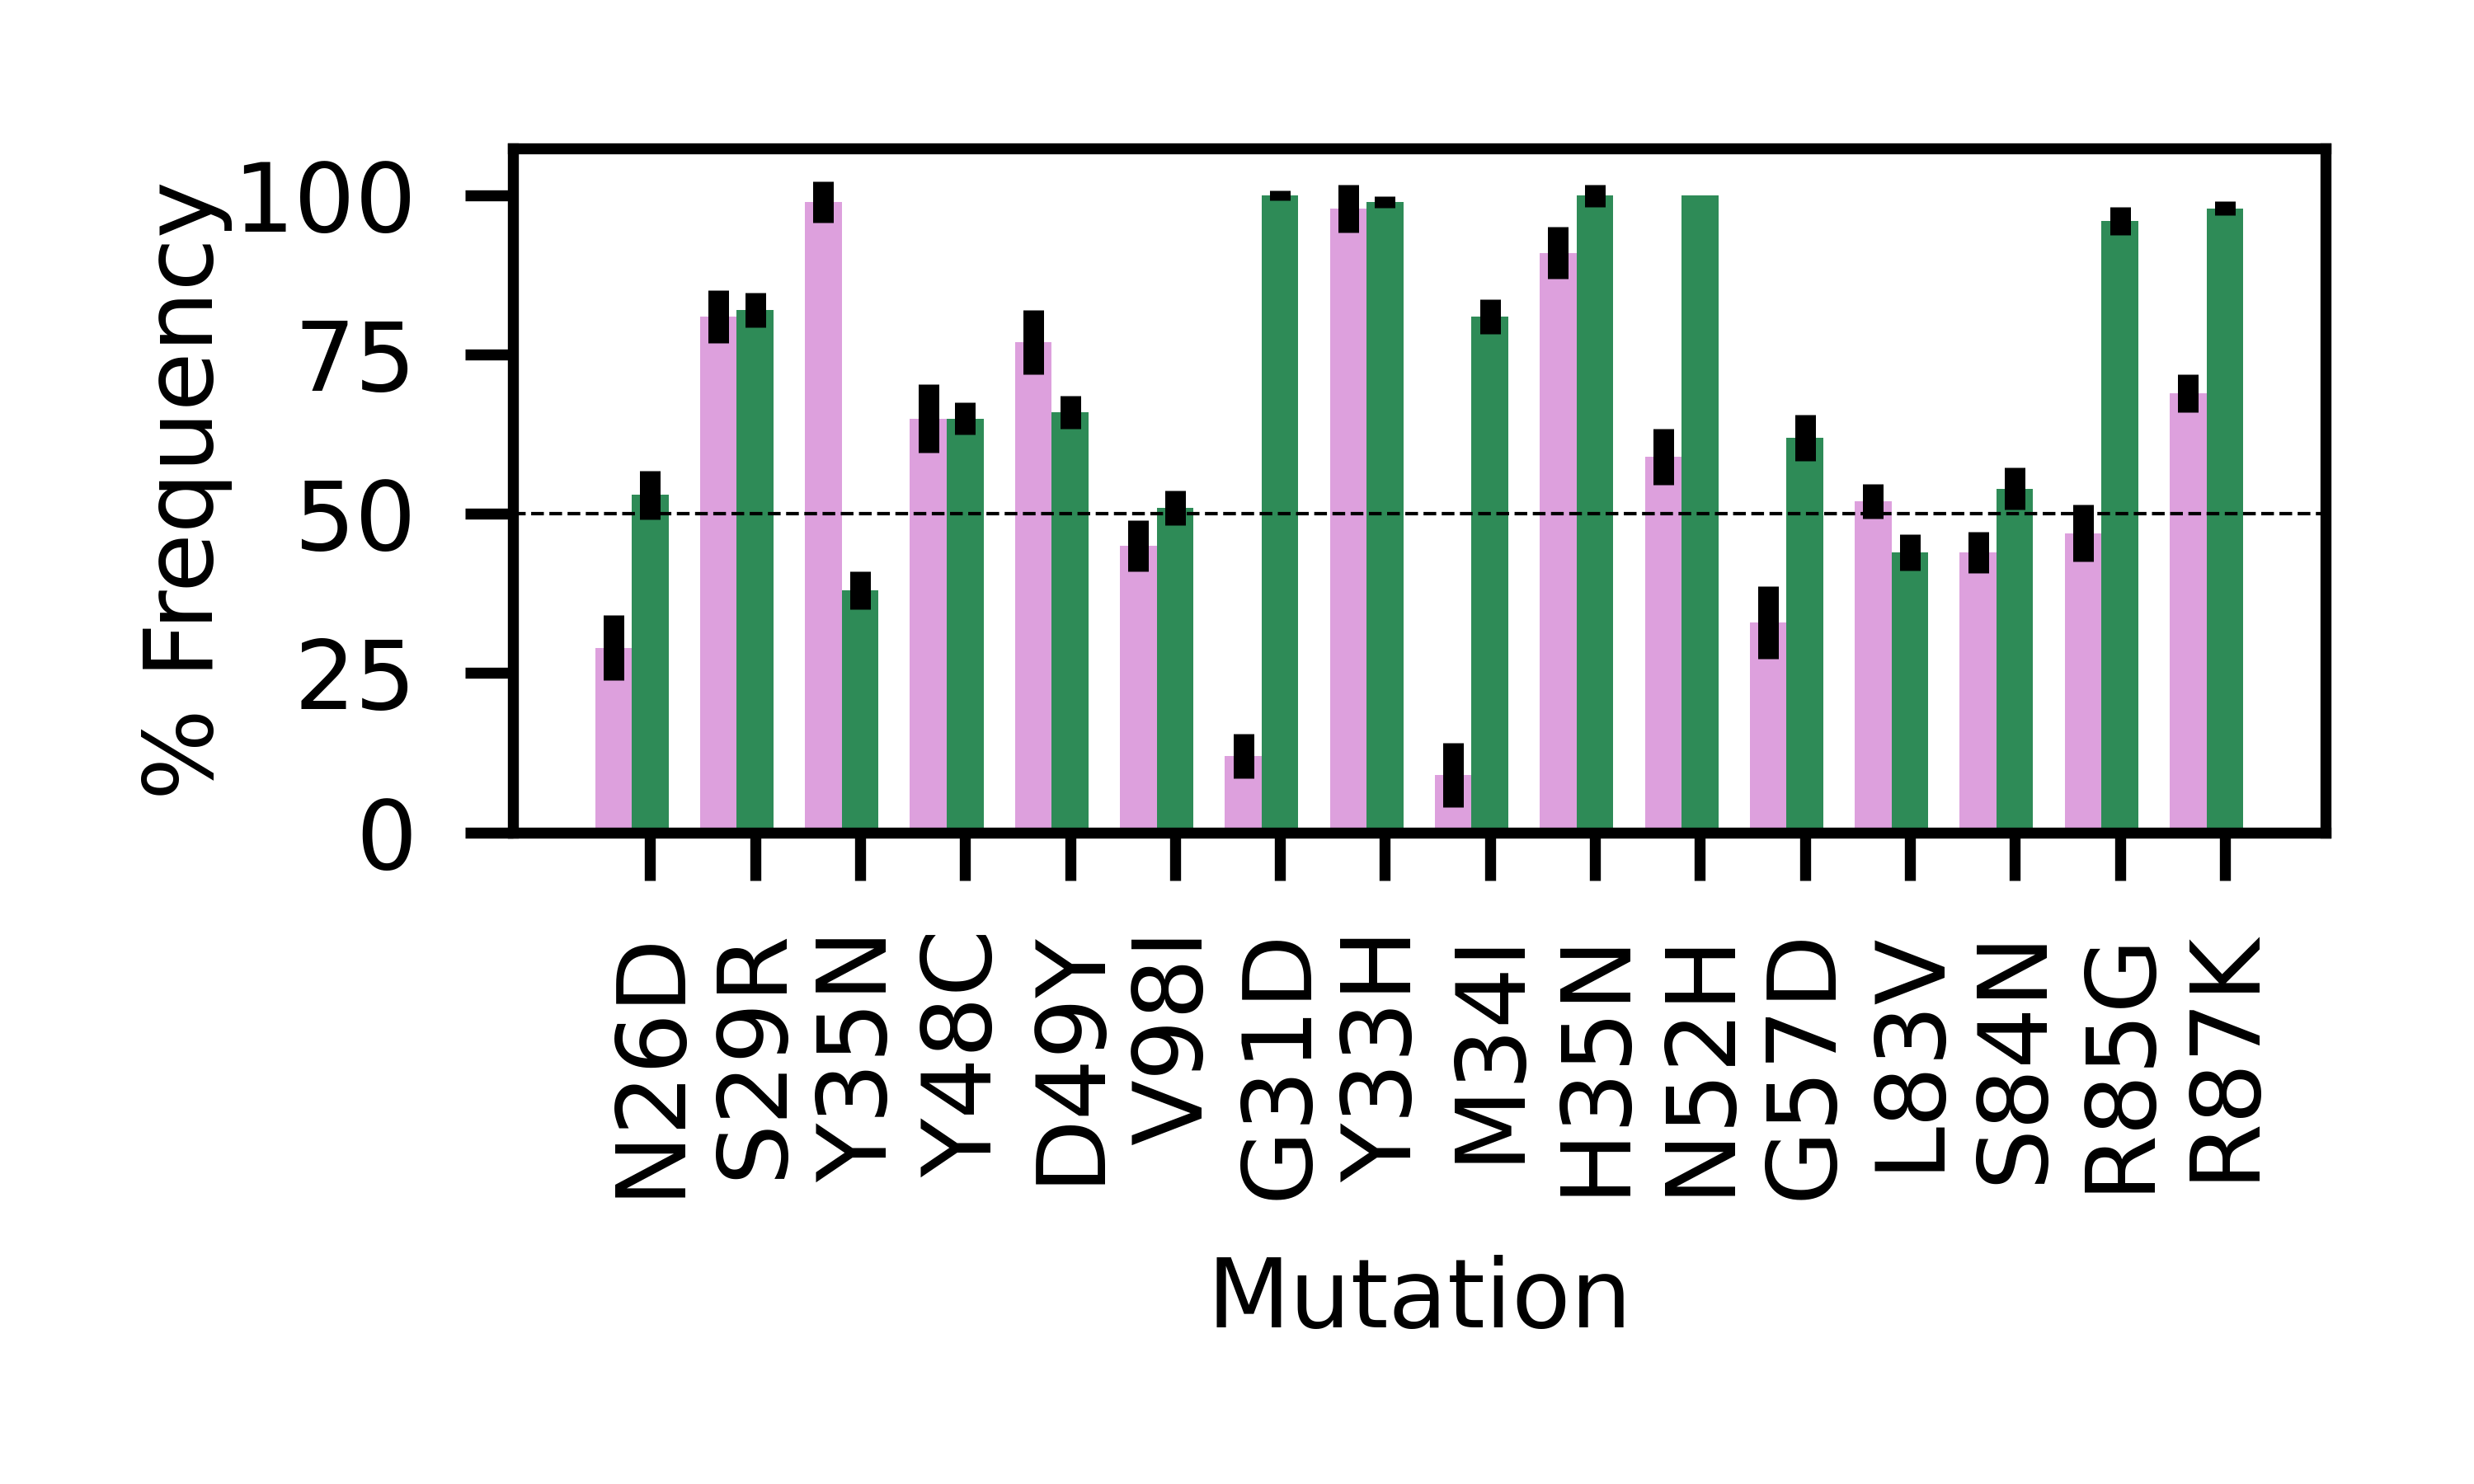 % Frequency
100
75
50
25
0
N26D
S29R
Y35N
Y48C
D49Y
V98I
G31D
Y33H
M34I
H35N
N52H
G57D
L83V
S84N
R85G
R87K
Mutation